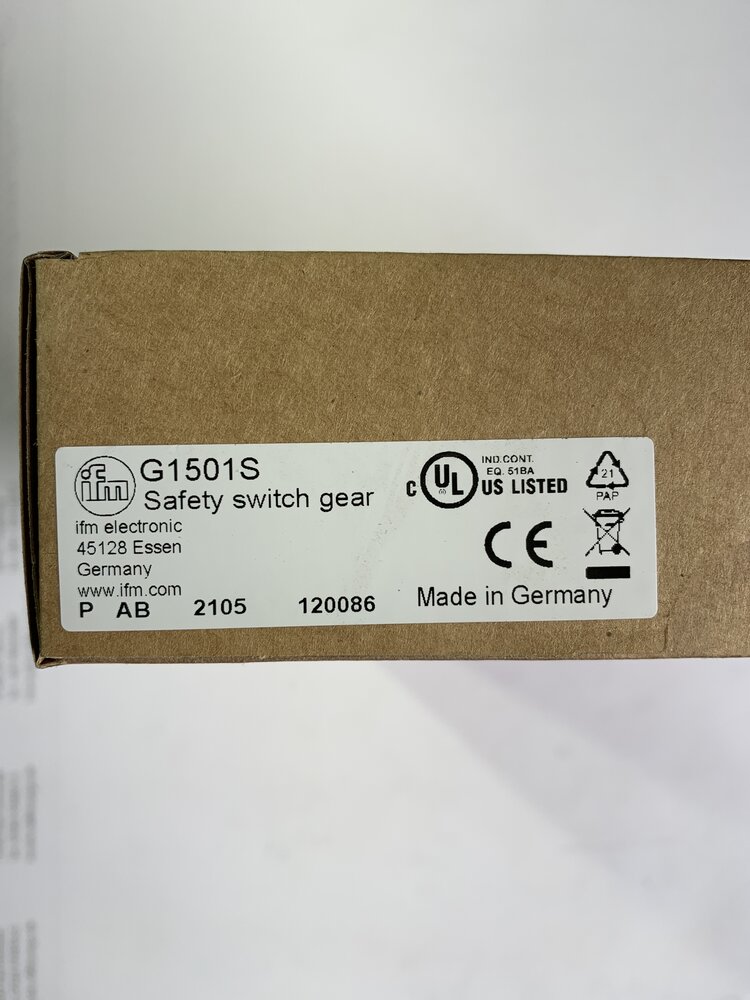 ifm
G1501S
Safety switch gear
ifm electronic
45128 Essen
Germany
www.ifm.com
P AB 2105 120086
C UL US LISTED
IND.CONT.
EQ. 51BA
21
PAP
CE
Made in Germany